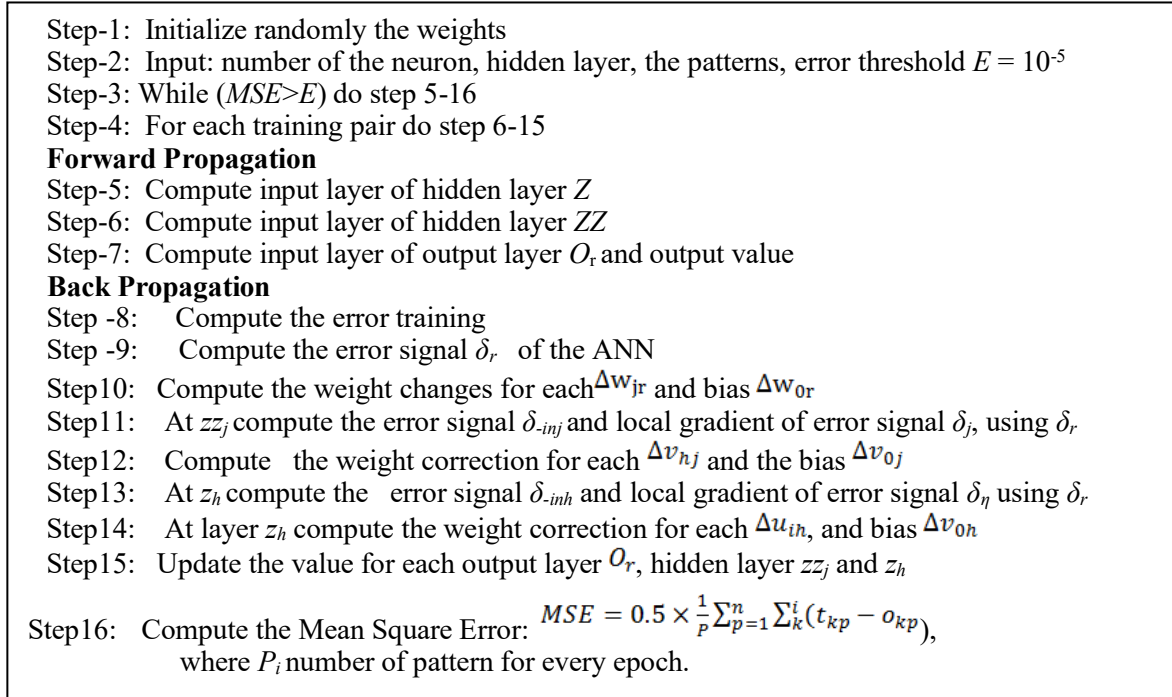 Step-1: Initialize randomly the weights
Step-2: Input: number of the neuron, hidden layer, the patterns, error threshold E = 10⁻⁵
Step-3: While (MSE>E) do step 5-16
Step-4: For each training pair do step 6-15
Forward Propagation
Step-5: Compute input layer of hidden layer Z
Step-6: Compute input layer of hidden layer ZZ
Step-7: Compute input layer of output layer O_r and output value
Back Propagation
Step -8: Compute the error training
Step -9: Compute the error signal δ_r of the ANN
Step10: Compute the weight changes for each Δw_jr and bias Δw_0r
Step11: At zz_j compute the error signal δ_-inj and local gradient of error signal δ_j, using δ_r
Step12: Compute the weight correction for each Δv_hj and the bias Δv_0j
Step13: At z_h compute the error signal δ_-inh and local gradient of error signal δ_η using δ_r
Step14: At layer z_h compute the weight correction for each Δu_ih, and bias Δv_0h
Step15: Update the value for each output layer O_r, hidden layer zz_j and z_h
Step16: Compute the Mean Square Error: MSE = 0.5 × 1/P ∑_{p=1}^{n} ∑_{k}^{i} (t_kp − o_kp),
where P_i number of pattern for every epoch.